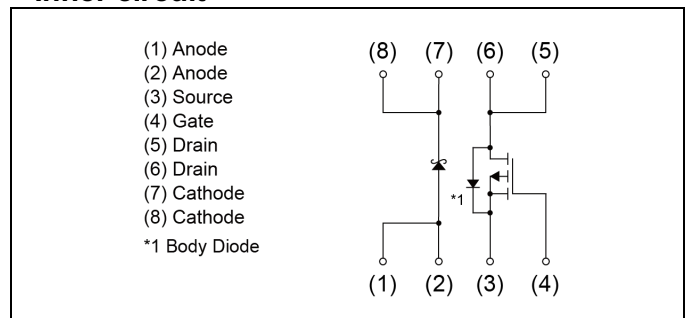 Inner circuit
(1) Anode
(2) Anode
(3) Source
(4) Gate
(5) Drain
(6) Drain
(7) Cathode
(8) Cathode
*1 Body Diode
(8) (7) (6) (5)
*1
(1) (2) (3) (4)